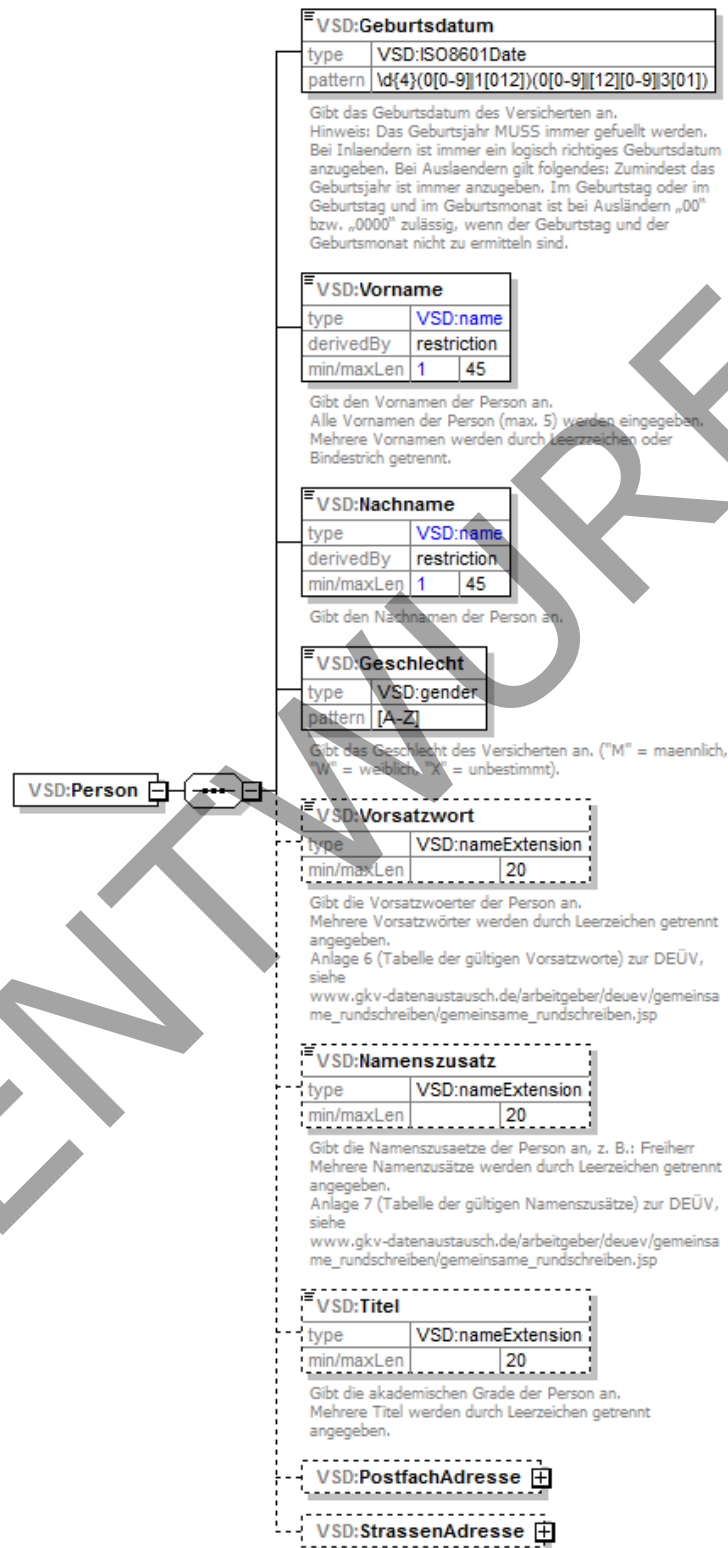 VSD:Geburtsdatum
type VSD:ISO8601Date
pattern \d{4}(0[0-9]|1[012])(0[0-9]|[12][0-9]|3[01])
Gibt das Geburtsdatum des Versicherten an.
Hinweis: Das Geburtsjahr MUSS immer gefuellt werden.
Bei Inlaendern ist immer ein logisch richtiges Geburtsdatum
anzugeben. Bei Auslaendern gilt folgendes: Zumindest das
Geburtsjahr ist immer anzugeben. Im Geburtstag oder im
Geburtstag und im Geburtsmonat ist bei Ausländern „00"
bzw. „0000" zulässig, wenn der Geburtstag und der
Geburtsmonat nicht zu ermitteln sind.
VSD:Vorname
type VSD:name
derivedBy restriction
min/maxLen 1 45
Gibt den Vornamen der Person an.
Alle Vornamen der Person (max. 5) werden eingegeben.
Mehrere Vornamen werden durch Leerzzeichen oder
Bindestrich getrennt.
VSD:Nachname
type VSD:name
derivedBy restriction
min/maxLen 1 45
Gibt den Nachnamen der Person an.
VSD:Geschlecht
type VSD:gender
pattern [A-Z]
Gibt das Geschlecht des Versicherten an. ("M" = maennlich,
"W" = weiblich, "X" = unbestimmt).
VSD:Person
VSD:Vorsatzwort
type VSD:nameExtension
min/maxLen 20
Gibt die Vorsatzwoerter der Person an.
Mehrere Vorsatzwörter werden durch Leerzeichen getrennt
angegeben.
Anlage 6 (Tabelle der gültigen Vorsatzworte) zur DEÜV,
siehe
www.gkv-datenaustausch.de/arbeitgeber/deuev/gemeinsa
me_rundschreiben/gemeinsame_rundschreiben.jsp
VSD:Namenszusatz
type VSD:nameExtension
min/maxLen 20
Gibt die Namenszusaetze der Person an, z. B.: Freiherr
Mehrere Namenzusätze werden durch Leerzeichen getrennt
angegeben.
Anlage 7 (Tabelle der gültigen Namenszusätze) zur DEÜV,
siehe
www.gkv-datenaustausch.de/arbeitgeber/deuev/gemeinsa
me_rundschreiben/gemeinsame_rundschreiben.jsp
VSD:Titel
type VSD:nameExtension
min/maxLen 20
Gibt die akademischen Grade der Person an.
Mehrere Titel werden durch Leerzeichen getrennt
angegeben.
VSD:PostfachAdresse
VSD:StrassenAdresse
ENTWURF